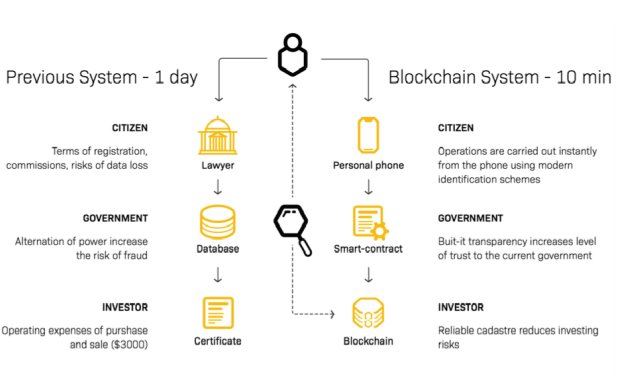 Previous System - 1 day
Blockchain System - 10 min
CITIZEN
Terms of registration,
commissions, risks of data loss
Lawyer
Personal phone
CITIZEN
Operations are carried out instantly
from the phone using modern
identification schemes
GOVERNMENT
Alternation of power increase
the risk of fraud
Database
Smart-contract
GOVERNMENT
Buit-it transparency increases level
of trust to the current government
INVESTOR
Operating expenses of purshase
and sale ($3000)
Certificate
Blockchain
INVESTOR
Reliable cadastre reduces investing
risks